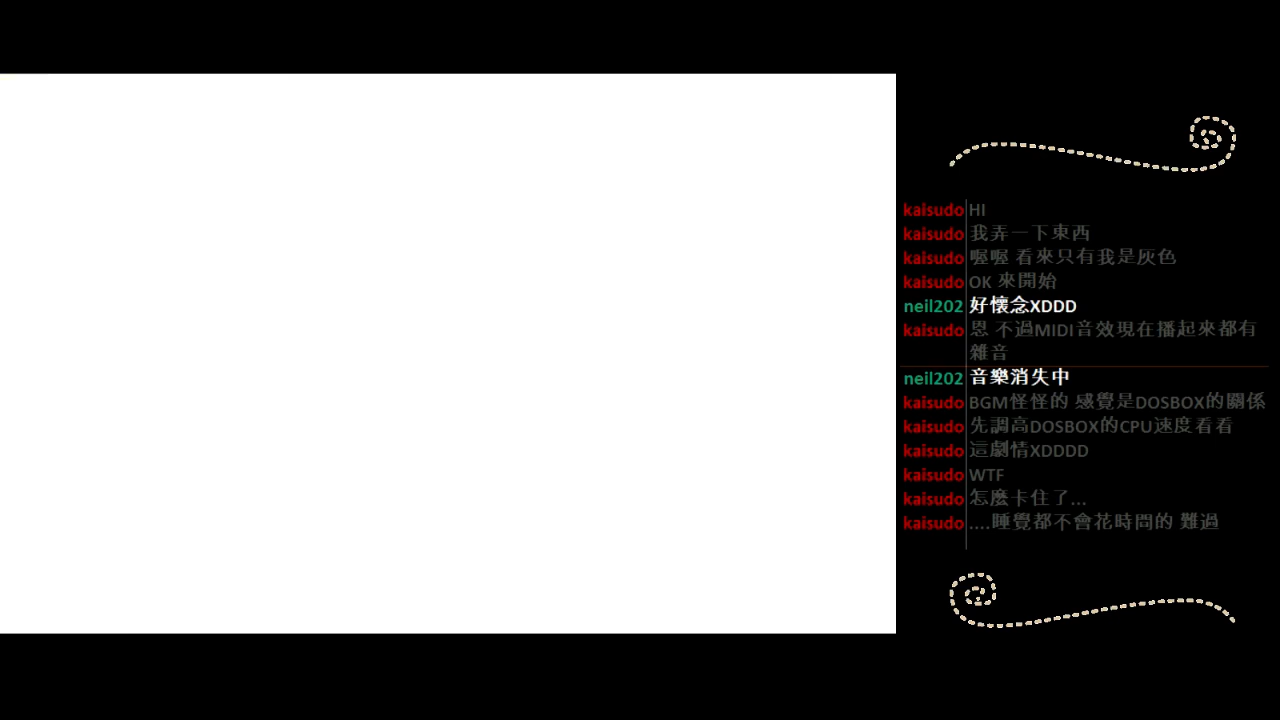 kaisudo HI
kaisudo 我弄一下東西
kaisudo 喔喔 看來只有我是灰色
kaisudo OK 來開始
neil202 好懷念XDDD
kaisudo 恩 不過MIDI音效現在播起來都有
雜音
neil202 音樂消失中
kaisudo BGM怪怪的 感覺是DOSBOX的關係
kaisudo 先調高DOSBOX的CPU速度看看
kaisudo 這劇情XDDDD
kaisudo WTF
kaisudo 怎麼卡住了...
kaisudo ....睡覺都不會花時間的 難過